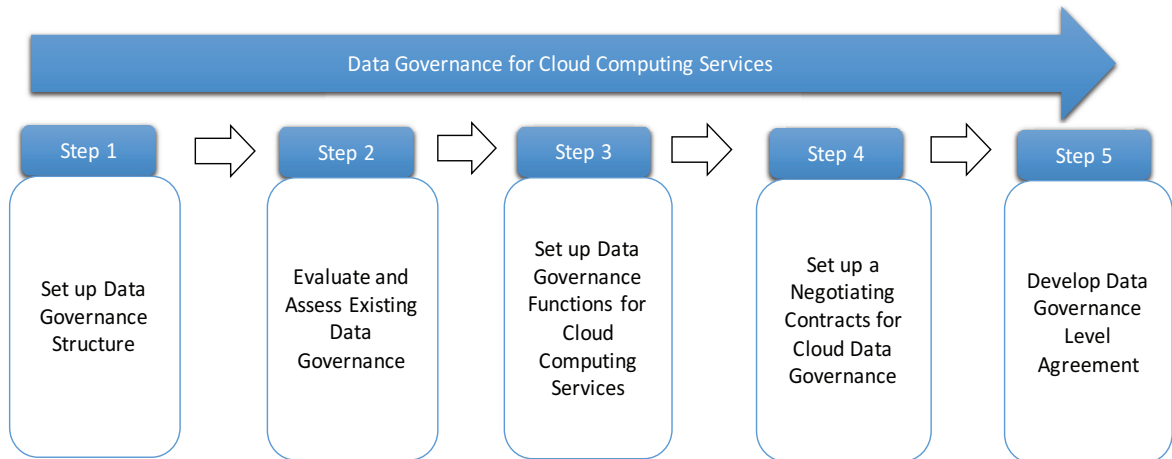 Data Governance for Cloud Computing Services
Step 1
Step 2
Step 3
Step 4
Step 5
Set up Data
Governance
Structure
Evaluate and
Assess Existing
Data
Governance
Set up Data
Governance
Functions for
Cloud
Computing
Services
Set up a
Negotiating
Contracts for
Cloud Data
Governance
Develop Data
Governance
Level
Agreement